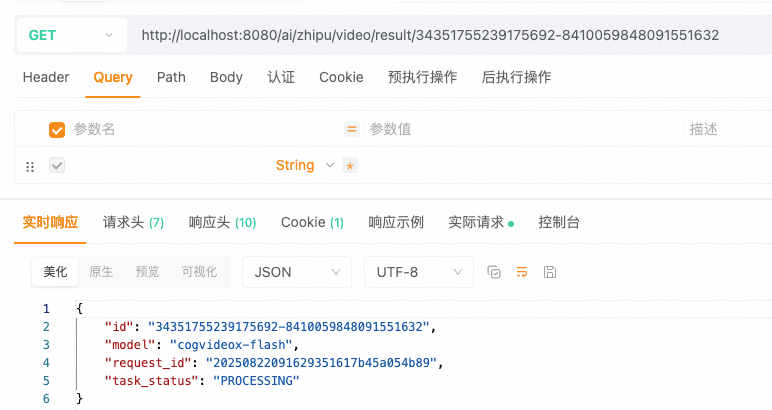 GET http://localhost:8080/ai/zhipu/video/result/34351755239175692-8410059848091551632
Header Query Path Body 认证 Cookie 预执行操作 后执行操作
参数名 = 参数值 描述
String *
实时响应 请求头 (7) 响应头 (10) Cookie (1) 响应示例 实际请求 控制台
美化 原生 预览 可视化 JSON UTF-8
1 {
2 "id": "34351755239175692-8410059848091551632",
3 "model": "cogvideox-flash",
4 "request_id": "20250822091629351617b45a054b89",
5 "task_status": "PROCESSING"
6 }